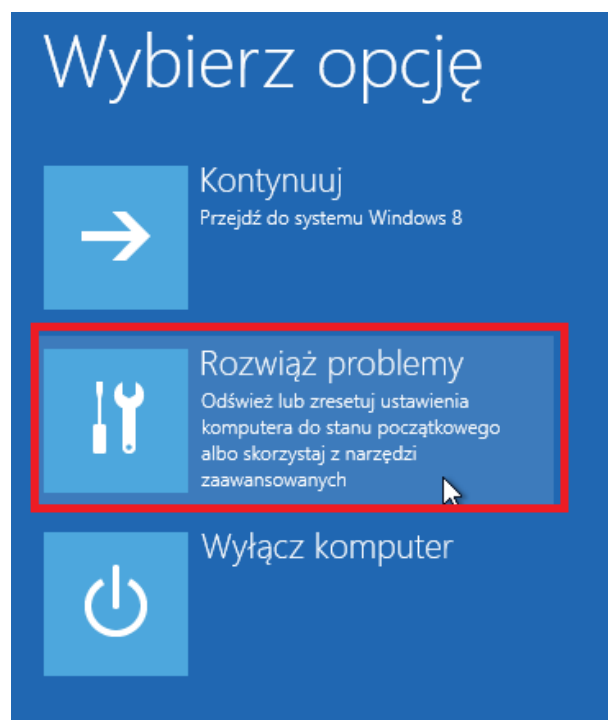 Wybierz opcję
Kontynuuj
Przejdź do systemu Windows 8
Rozwiąż problemy
Odśwież lub zresetuj ustawienia
komputera do stanu początkowego
albo skorzystaj z narzędzi
zaawansowanych
Wyłącz komputer